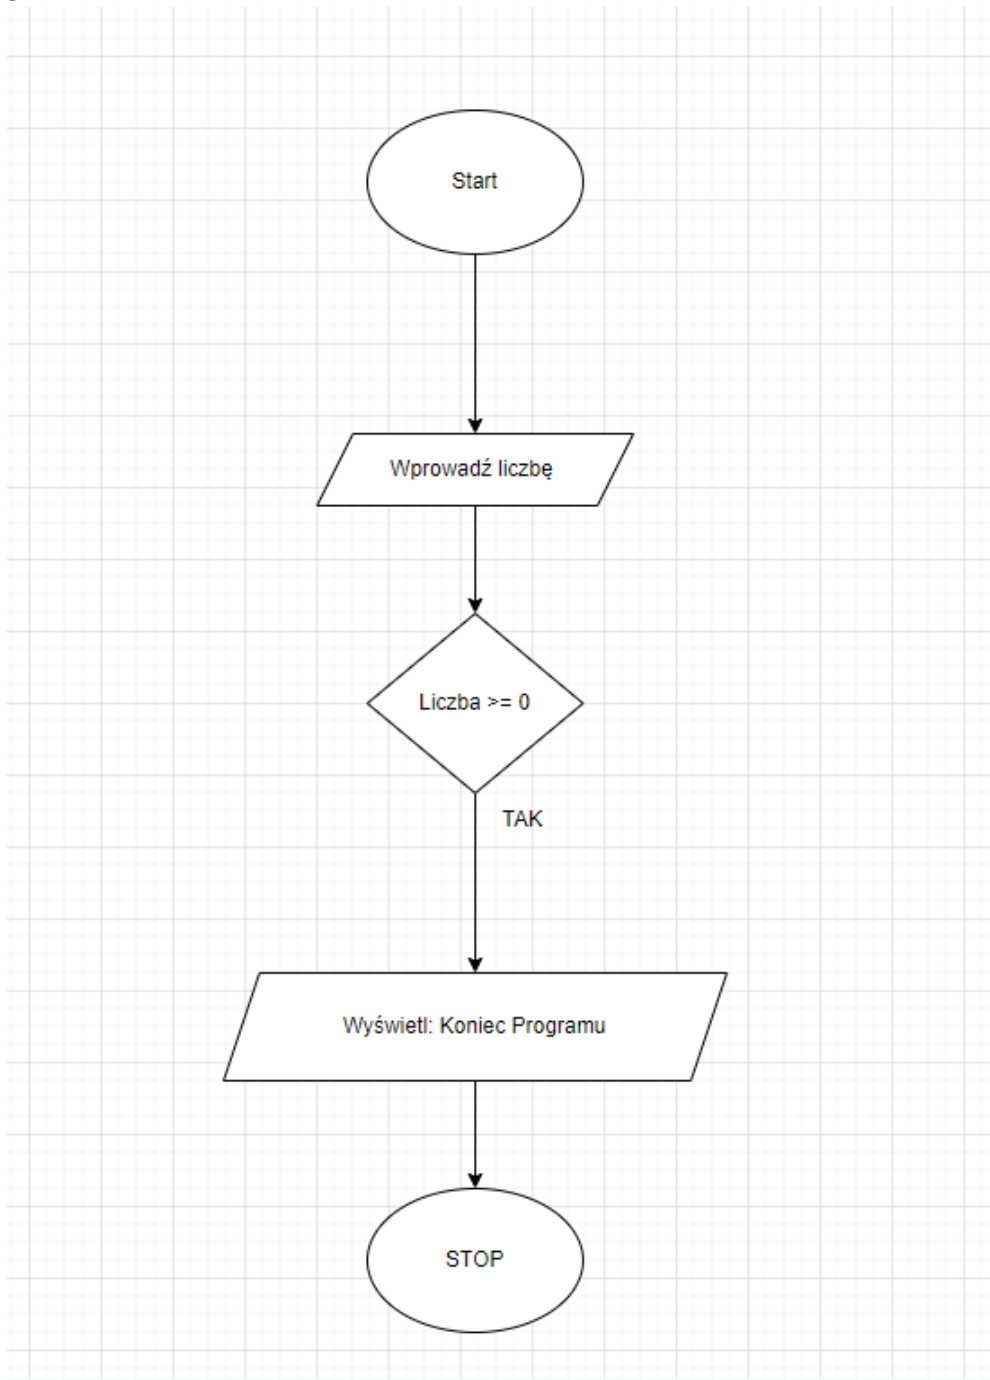 Start
Wprowadź liczbę
Liczba >= 0
TAK
Wyświetl: Koniec Programu
STOP